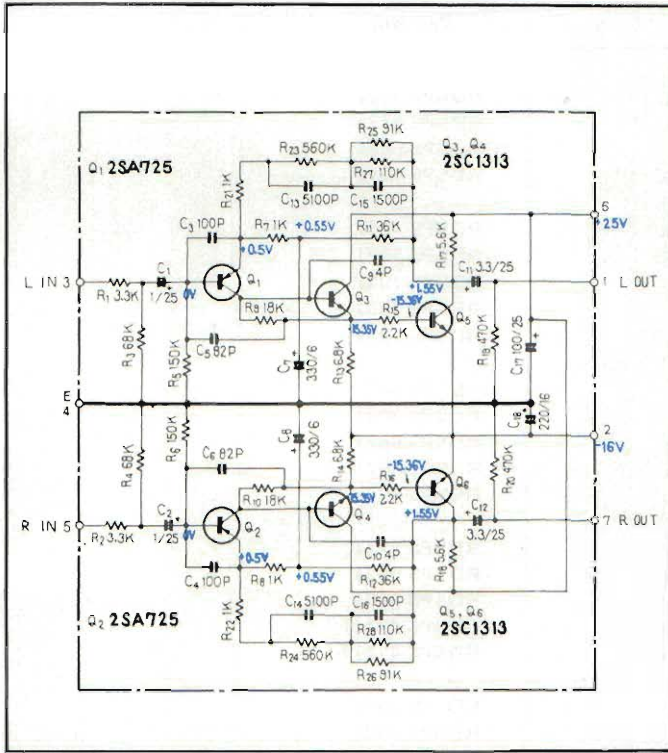 R25 91K
Q1 2SA725
R23 560K
Q3, Q4
2SC1313
R27 110K
R21 1K
C13 5100P
C15 1500P
C3 100P
R7 1K
+0.55V
R11 36K
6
+25V
+0.5V
C9 4P
R17 5.6K
C1
+1.55V
C11 3.3/25
L IN 3
Q1
Q3
1 L OUT
R1 3.3K
1/25
0V
R9 18K
R15
-15.36V
Q5
15.35V
2.2K
R3 68K
C5 82P
R5 150K
C7
330/6
R13 6.8K
R19 470K
C17 100/25
E
4
C18
220/16
R4 68K
R6 150K
C8
330/6
2
-16V
C6 82P
R14 6.8K
-15.36V
R16
R20 470K
C2
R10 18K
15.35V
2.2K
Q6
+1.55V
C12
R IN 5
Q2
Q4
7 R OUT
R2 3.3K
1/25
0V
3.3/25
C10 4P
+0.5V
+0.55V
C4 100P
R8 1K
R12 36K
R18 5.6K
C14 5100P
C16 1500P
R22 1K
Q5, Q6
Q2 2SA725
R28 110K
2SC1313
R24 560K
R26 91K